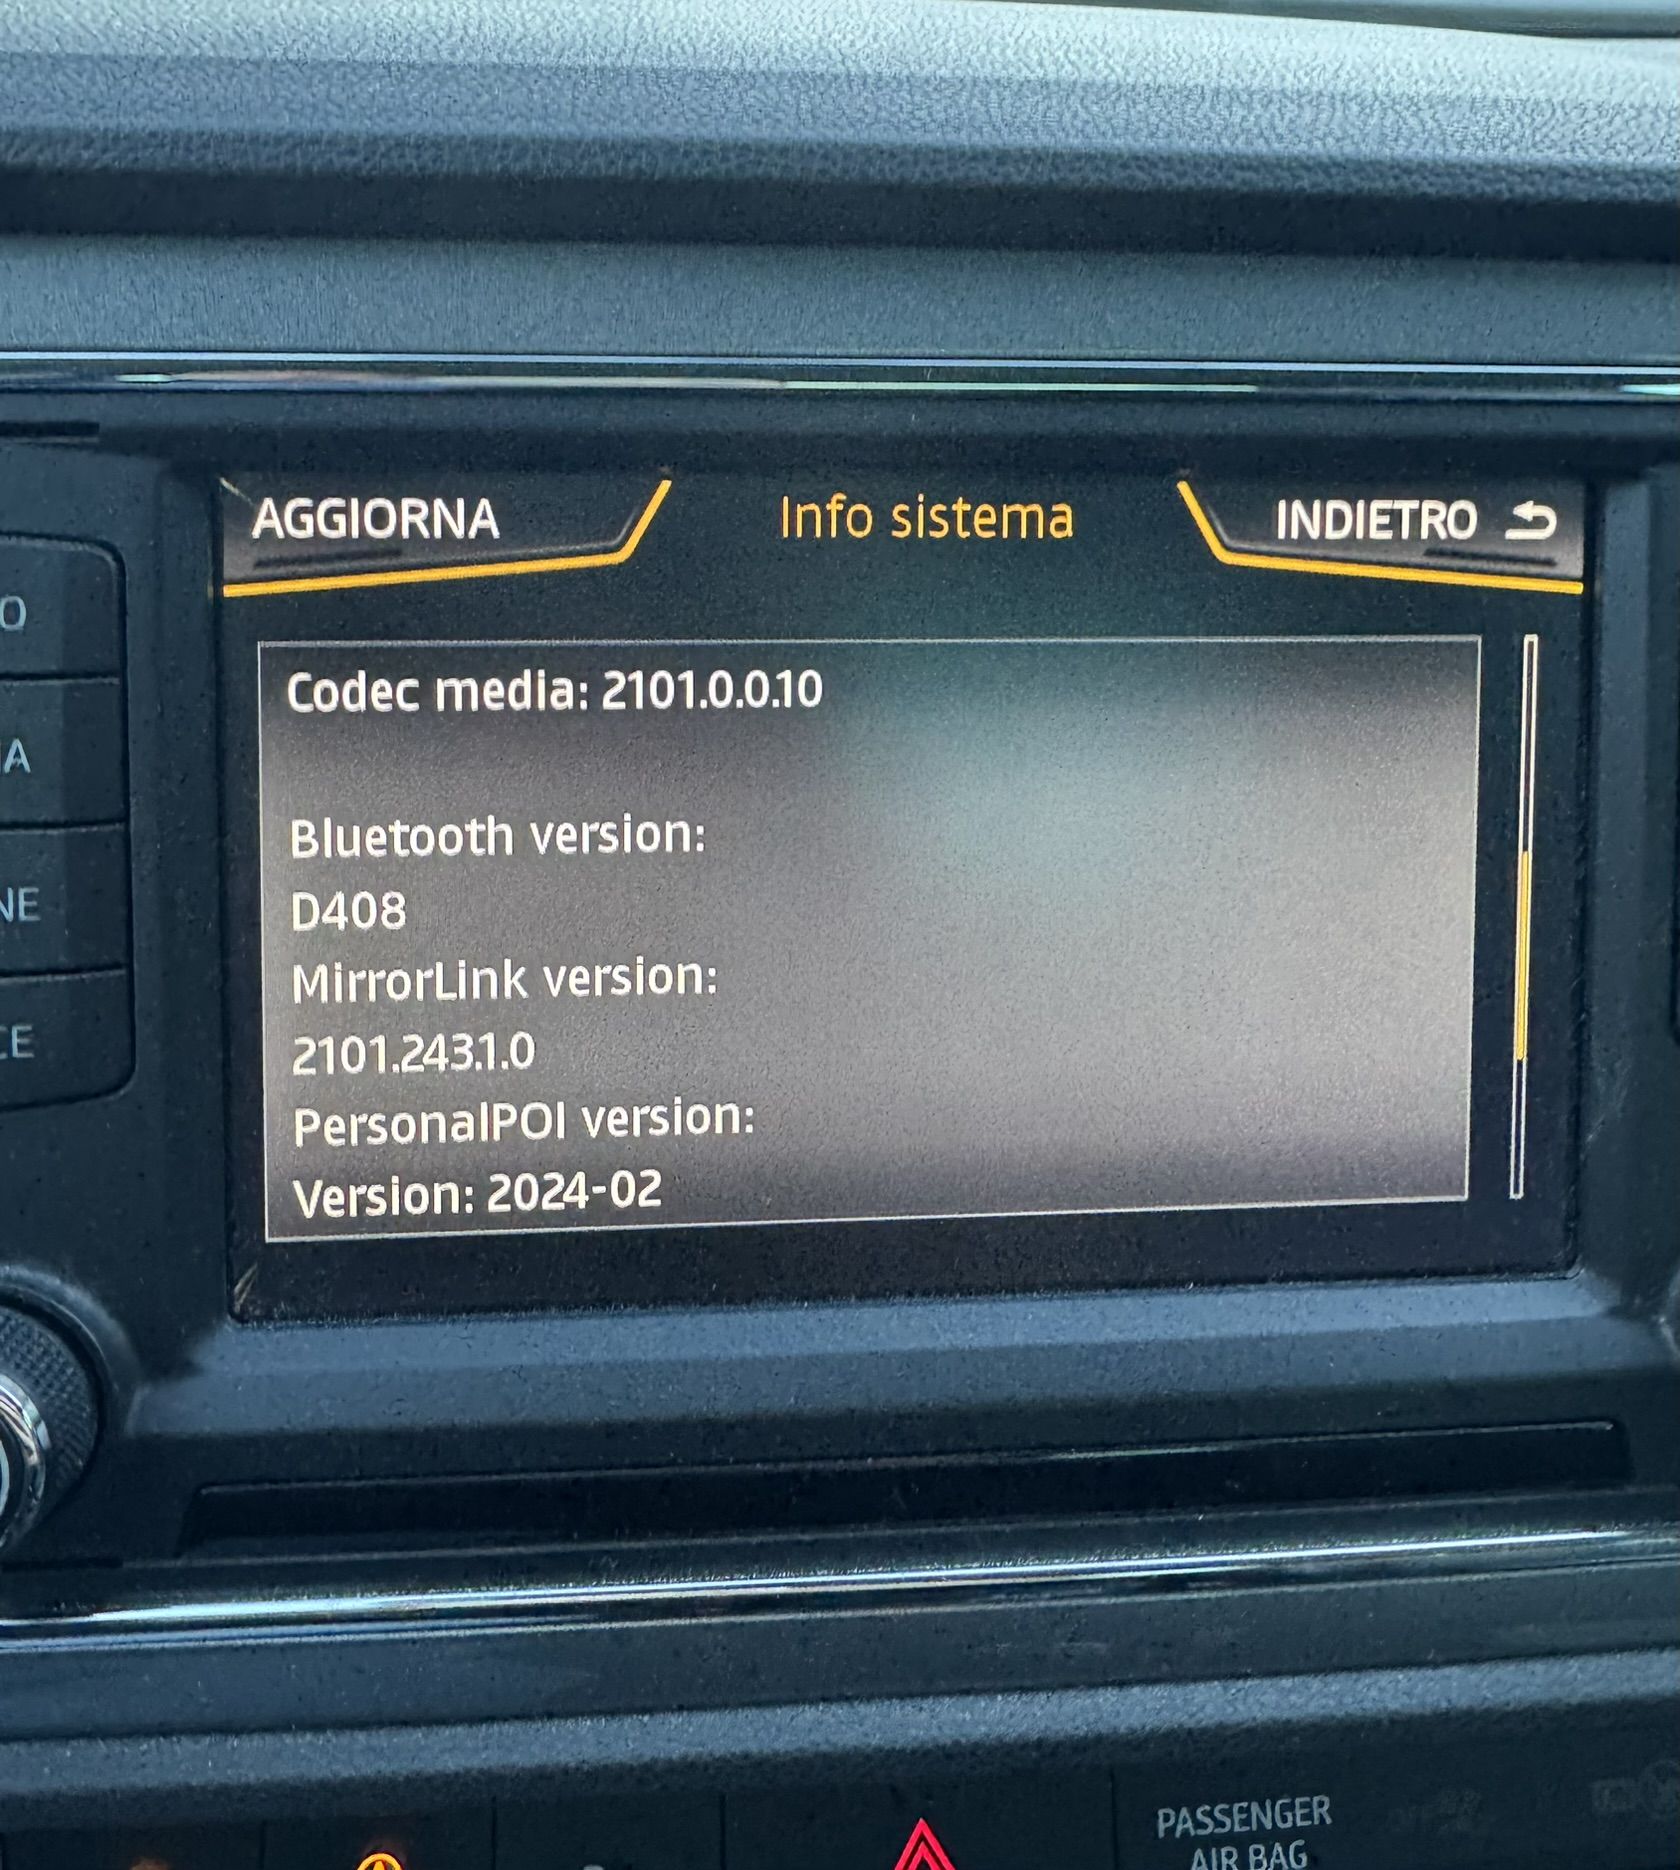 AGGIORNA
Info sistema
INDIETRO
Codec media: 2101.0.0.10
Bluetooth version:
D408
MirrorLink version:
2101.243.1.0
PersonalPOI version:
Version: 2024-02
PASSENGER
AIR BAG